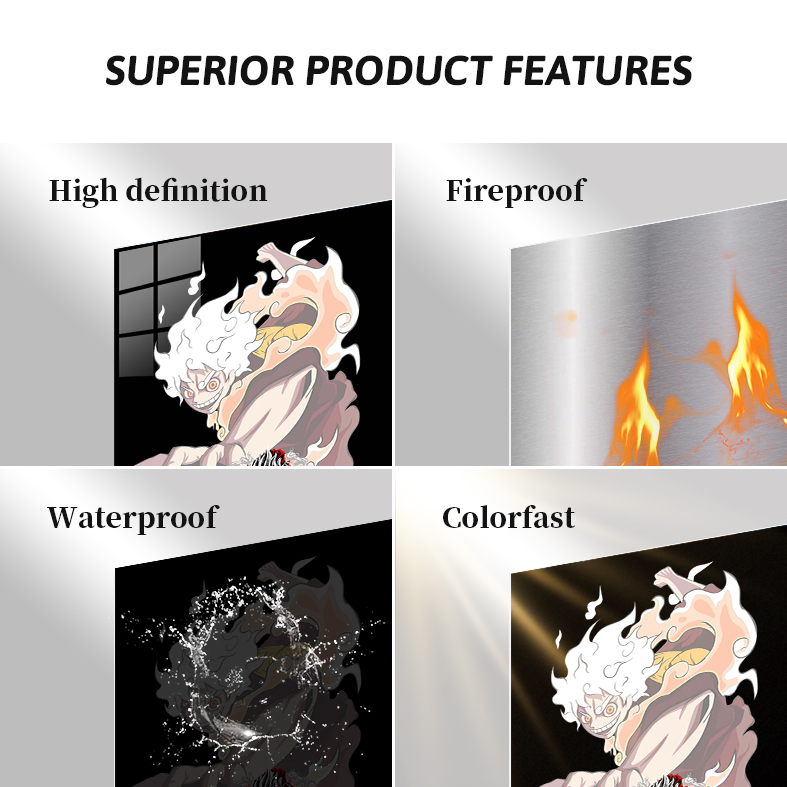 SUPERIOR PRODUCT FEATURES
High definition
Fireproof
Waterproof
Colorfast